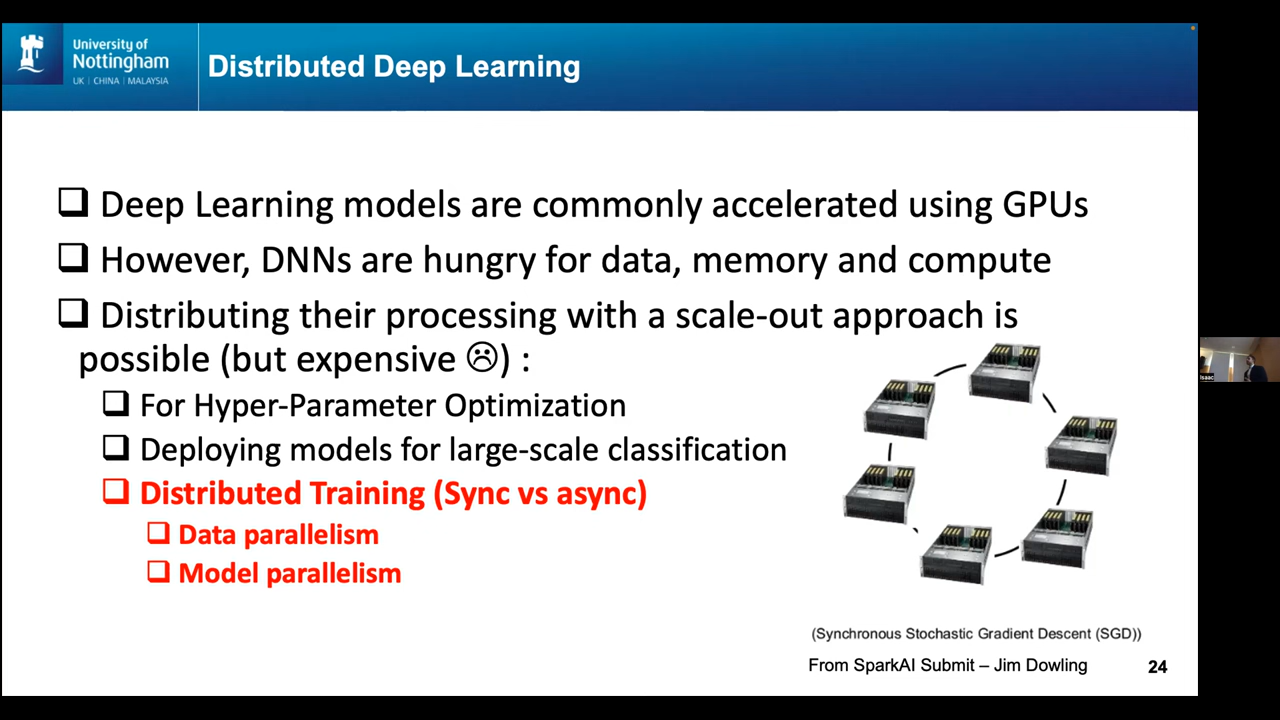 University of
Nottingham
UK | CHINA | MALAYSIA
Distributed Deep Learning
Deep Learning models are commonly accelerated using GPUs
However, DNNs are hungry for data, memory and compute
Distributing their processing with a scale-out approach is
possible (but expensive ☹) :
For Hyper-Parameter Optimization
Deploying models for large-scale classification
Distributed Training (Sync vs async)
Data parallelism
Model parallelism
(Synchronous Stochastic Gradient Descent (SGD))
From SparkAI Submit – Jim Dowling
24
Isaac